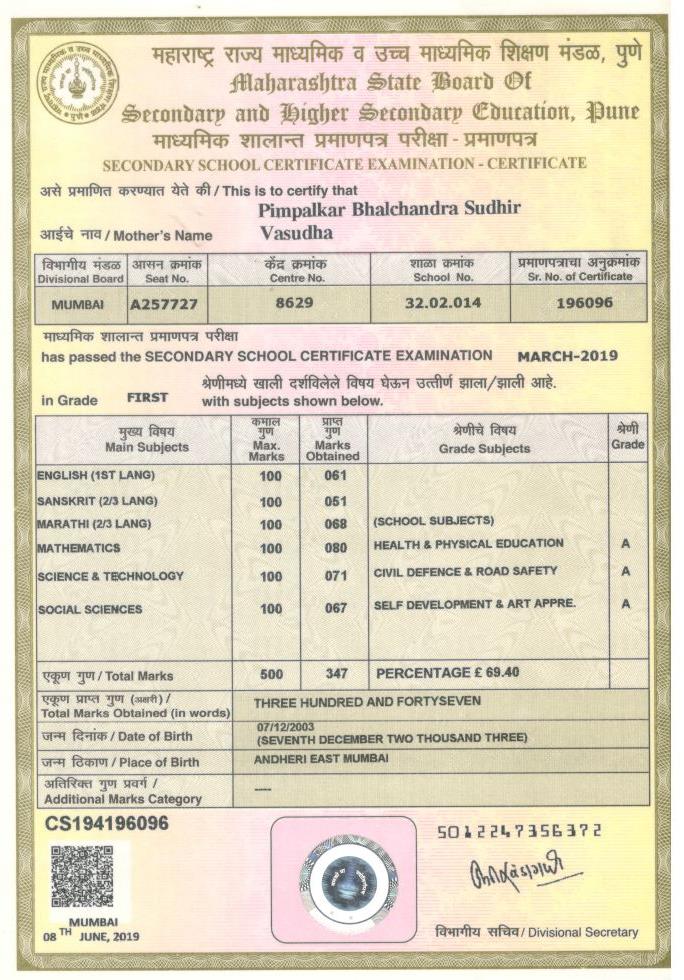 महाराष्ट्र राज्य माध्यमिक व उच्च माध्यमिक शिक्षण मंडळ, पुणे
Maharashtra State Board Of
Secondary and Higher Secondary Education, Pune
माध्यमिक शालान्त प्रमाणपत्र परीक्षा - प्रमाणपत्र
SECONDARY SCHOOL CERTIFICATE EXAMINATION - CERTIFICATE
असे प्रमाणित करण्यात येते की / This is to certify that
Pimpalkar Bhalchandra Sudhir
आईचे नाव / Mother's Name Vasudha
विभागीय मंडळ आसन क्रमांक केंद्र क्रमांक शाळा क्रमांक प्रमाणपत्राचा अनुक्रमांक
Divisional Board Seat No. Centre No. School No. Sr. No. of Certificate
MUMBAI A257727 8629 32.02.014 196096
माध्यमिक शालान्त प्रमाणपत्र परीक्षा
has passed the SECONDARY SCHOOL CERTIFICATE EXAMINATION MARCH-2019
श्रेणीमध्ये खाली दर्शविलेले विषय घेऊन उत्तीर्ण झाला/झाली आहे.
in Grade FIRST with subjects shown below.
मुख्य विषय कमाल गुण प्राप्त गुण श्रेणीचे विषय श्रेणी
Main Subjects Max. Marks Marks Obtained Grade Subjects Grade
ENGLISH (1ST LANG) 100 061
SANSKRIT (2/3 LANG) 100 051
MARATHI (2/3 LANG) 100 068 (SCHOOL SUBJECTS)
MATHEMATICS 100 080 HEALTH & PHYSICAL EDUCATION A
SCIENCE & TECHNOLOGY 100 071 CIVIL DEFENCE & ROAD SAFETY A
SOCIAL SCIENCES 100 067 SELF DEVELOPMENT & ART APPRE. A
एकूण गुण / Total Marks 500 347 PERCENTAGE £ 69.40
एकूण प्राप्त गुण (अक्षरी) /
Total Marks Obtained (in words) THREE HUNDRED AND FORTYSEVEN
07/12/2003
जन्म दिनांक / Date of Birth (SEVENTH DECEMBER TWO THOUSAND THREE)
जन्म ठिकाण / Place of Birth ANDHERI EAST MUMBAI
अतिरिक्त गुण प्रवर्ग /
Additional Marks Category ----
CS194196096
5012247356372
MUMBAI
08 TH JUNE, 2019
विभागीय सचिव / Divisional Secretary